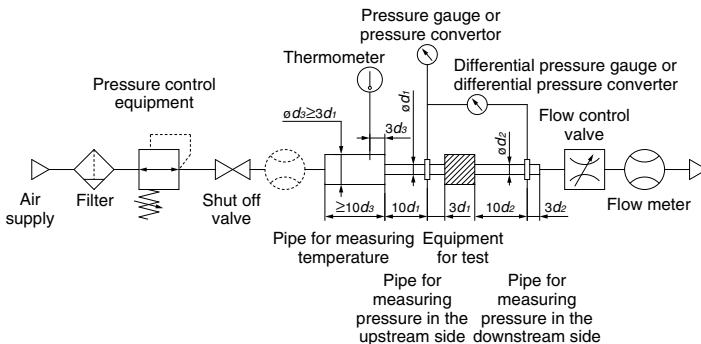 Pressure gauge or
pressure convertor
Thermometer
Differential pressure gauge or
differential pressure converter
Pressure control
equipment
ød3≥3d1
3d3
ød1
ød2
Flow control
valve
Air
supply
Filter
Shut off
valve
≥10d3
10d1
3d1
10d2
3d2
Flow meter
Pipe for measuring
temperature
Equipment
for test
Pipe for
measuring
pressure in the
upstream side
Pipe for
measuring
pressure in the
downstream side